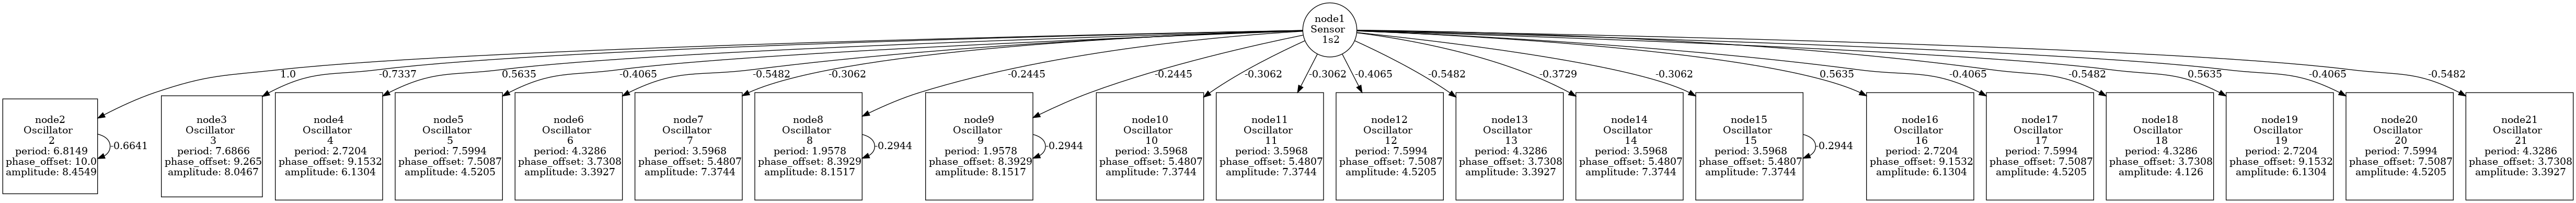 node1
Sensor
1s2
1.0
-0.7337
0.5635
-0.4065
-0.5482
-0.3062
-0.2445
-0.2445
-0.3062
-0.3062
-0.4065
-0.5482
-0.3729
-0.3062
0.5635
-0.4065
-0.5482
0.5635
-0.4065
-0.5482
node2
Oscillator
2
period: 6.8149
phase_offset: 10.0
amplitude: 8.4549
-0.6641
node3
Oscillator
3
period: 7.6866
phase_offset: 9.265
amplitude: 8.0467
node4
Oscillator
4
period: 2.7204
phase_offset: 9.1532
amplitude: 6.1304
node5
Oscillator
5
period: 7.5994
phase_offset: 7.5087
amplitude: 4.5205
node6
Oscillator
6
period: 4.3286
phase_offset: 3.7308
amplitude: 3.3927
node7
Oscillator
7
period: 3.5968
phase_offset: 5.4807
amplitude: 7.3744
node8
Oscillator
8
period: 1.9578
phase_offset: 8.3929
amplitude: 8.1517
-0.2944
node9
Oscillator
9
period: 1.9578
phase_offset: 8.3929
amplitude: 8.1517
-0.2944
node10
Oscillator
10
period: 3.5968
phase_offset: 5.4807
amplitude: 7.3744
node11
Oscillator
11
period: 3.5968
phase_offset: 5.4807
amplitude: 7.3744
node12
Oscillator
12
period: 7.5994
phase_offset: 7.5087
amplitude: 4.5205
node13
Oscillator
13
period: 4.3286
phase_offset: 3.7308
amplitude: 3.3927
node14
Oscillator
14
period: 3.5968
phase_offset: 5.4807
amplitude: 7.3744
node15
Oscillator
15
period: 3.5968
phase_offset: 5.4807
amplitude: 7.3744
-0.2944
node16
Oscillator
16
period: 2.7204
phase_offset: 9.1532
amplitude: 6.1304
node17
Oscillator
17
period: 7.5994
phase_offset: 7.5087
amplitude: 4.5205
node18
Oscillator
18
period: 4.3286
phase_offset: 3.7308
amplitude: 4.126
node19
Oscillator
19
period: 2.7204
phase_offset: 9.1532
amplitude: 6.1304
node20
Oscillator
20
period: 7.5994
phase_offset: 7.5087
amplitude: 4.5205
node21
Oscillator
21
period: 4.3286
phase_offset: 3.7308
amplitude: 3.3927